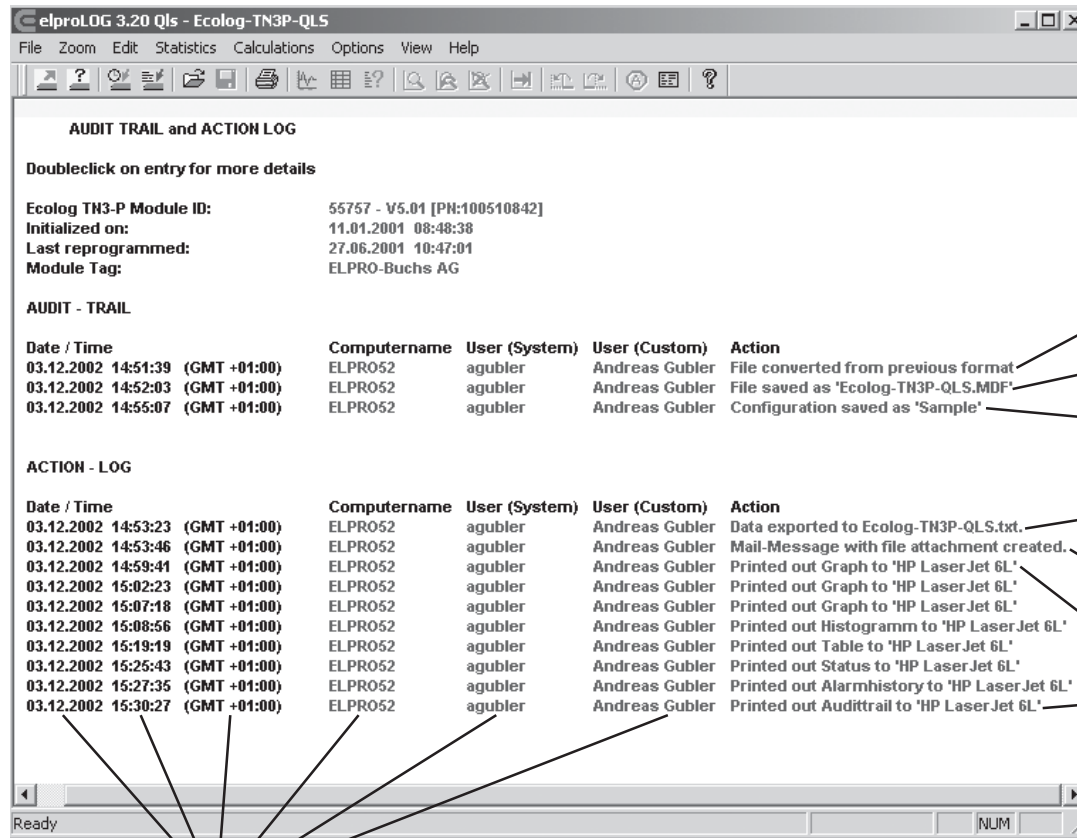 elproLOG 3.20 Qls - Ecolog-TN3P-QLS
File Zoom Edit Statistics Calculations Options View Help
AUDIT TRAIL and ACTION LOG
Doubleclick on entry for more details
Ecolog TN3-P Module ID: 55757 - V5.01 [PN:100510842]
Initialized on: 11.01.2001 08:48:38
Last reprogrammed: 27.06.2001 10:47:01
Module Tag: ELPRO-Buchs AG
AUDIT - TRAIL
Date / Time Computername User (System) User (Custom) Action
03.12.2002 14:51:39 (GMT +01:00) ELPRO52 agubler Andreas Gubler File converted from previous format
03.12.2002 14:52:03 (GMT +01:00) ELPRO52 agubler Andreas Gubler File saved as 'Ecolog-TN3P-QLS.MDF'
03.12.2002 14:55:07 (GMT +01:00) ELPRO52 agubler Andreas Gubler Configuration saved as 'Sample'
ACTION - LOG
Date / Time Computername User (System) User (Custom) Action
03.12.2002 14:53:23 (GMT +01:00) ELPRO52 agubler Andreas Gubler Data exported to Ecolog-TN3P-QLS.txt.
03.12.2002 14:53:46 (GMT +01:00) ELPRO52 agubler Andreas Gubler Mail-Message with file attachment created.
03.12.2002 14:59:41 (GMT +01:00) ELPRO52 agubler Andreas Gubler Printed out Graph to 'HP LaserJet 6L'
03.12.2002 15:02:23 (GMT +01:00) ELPRO52 agubler Andreas Gubler Printed out Graph to 'HP LaserJet 6L'
03.12.2002 15:07:18 (GMT +01:00) ELPRO52 agubler Andreas Gubler Printed out Graph to 'HP LaserJet 6L'
03.12.2002 15:08:56 (GMT +01:00) ELPRO52 agubler Andreas Gubler Printed out Histogramm to 'HP LaserJet 6L'
03.12.2002 15:19:19 (GMT +01:00) ELPRO52 agubler Andreas Gubler Printed out Table to 'HP LaserJet 6L'
03.12.2002 15:25:43 (GMT +01:00) ELPRO52 agubler Andreas Gubler Printed out Status to 'HP LaserJet 6L'
03.12.2002 15:27:35 (GMT +01:00) ELPRO52 agubler Andreas Gubler Printed out Alarmhistory to 'HP LaserJet 6L'
03.12.2002 15:30:27 (GMT +01:00) ELPRO52 agubler Andreas Gubler Printed out Audittrail to 'HP LaserJet 6L'
Ready NUM